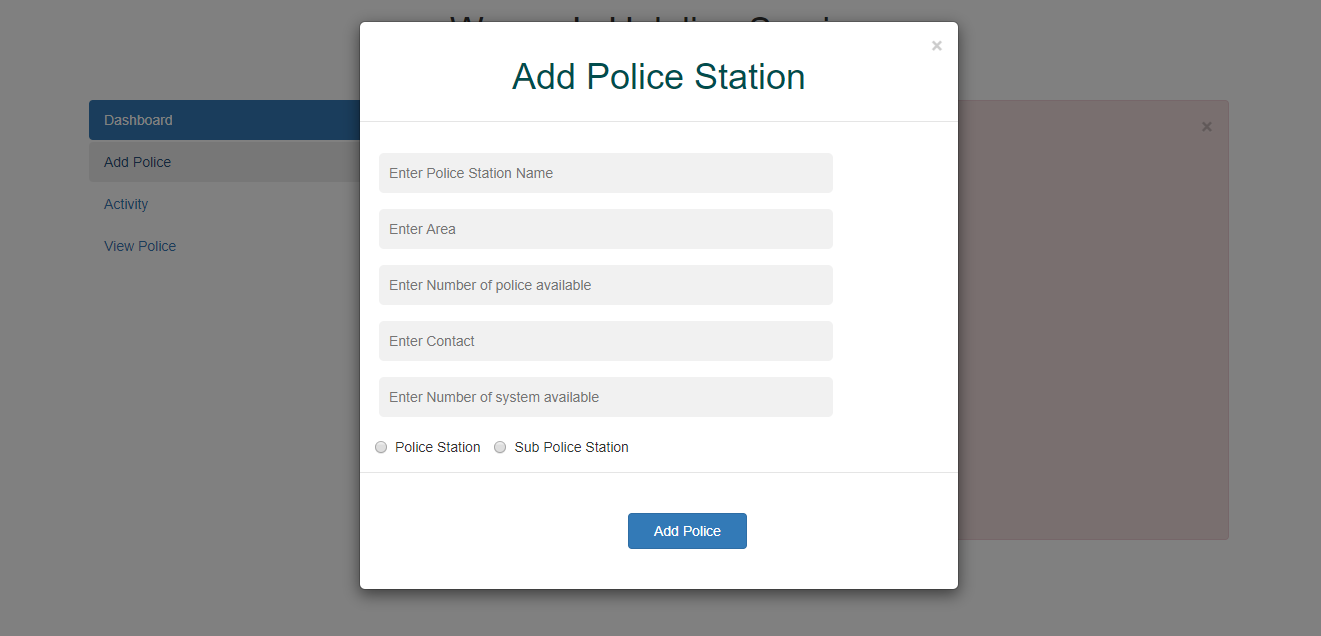 ×
Add Police Station
Dashboard
×
Add Police
Enter Police Station Name
Activity
Enter Area
View Police
Enter Number of police available
Enter Contact
Enter Number of system available
Police Station Sub Police Station
Add Police